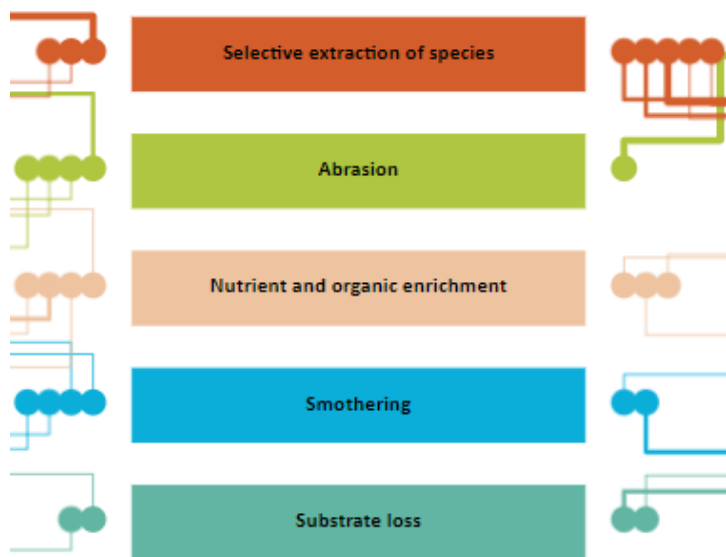 Selective extraction of species
Abrasion
Nutrient and organic enrichment
Smothering
Substrate loss